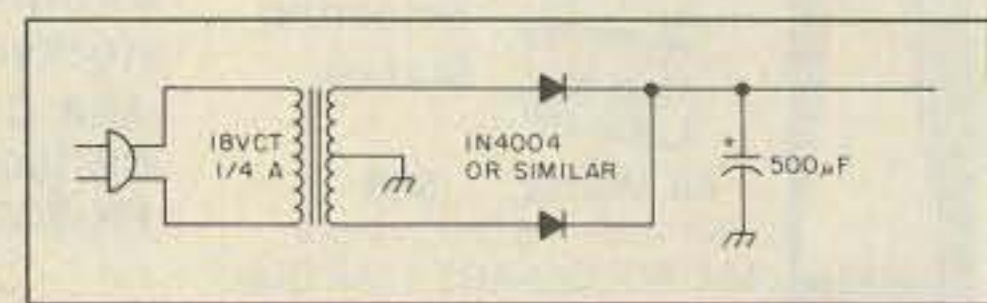 18VCT
1/4 A
1N4004
OR SIMILAR
+
500µF